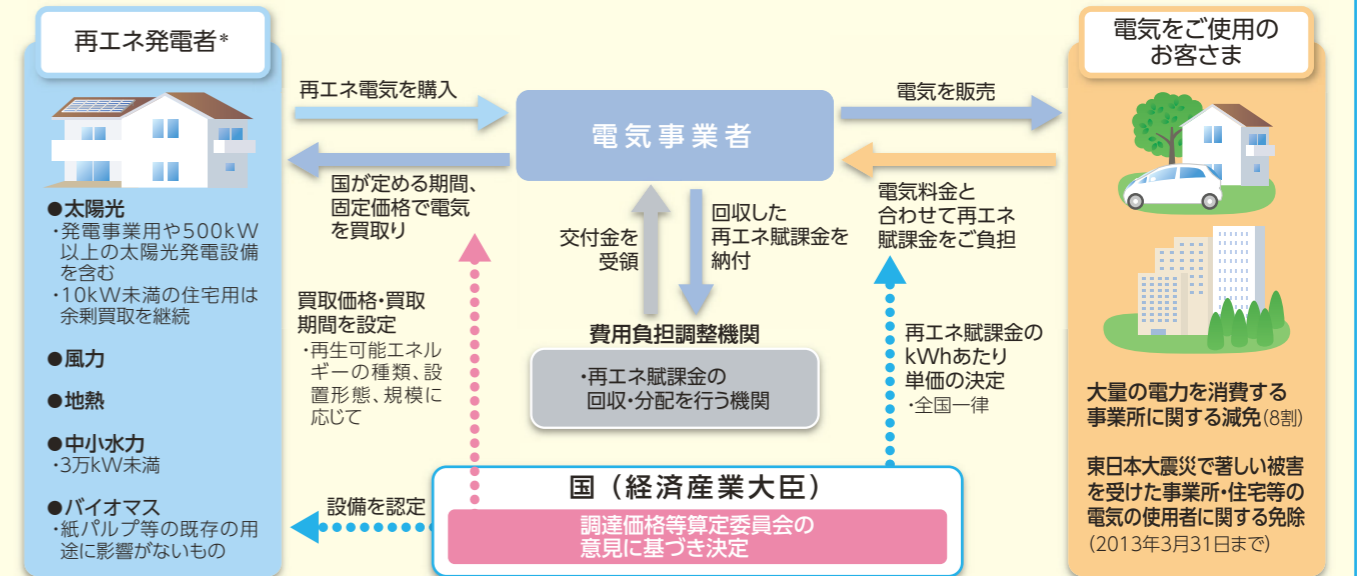 再エネ発電者*
●太陽光
・発電事業用や500kW
以上の太陽光発電設備
を含む
・10kW未満の住宅用は
余剰買取を継続
●風力
●地熱
●中小水力
・3万kW未満
●バイオマス
・紙パルプ等の既存の用
途に影響がないもの
再エネ電気を購入
国が定める期間、
固定価格で電気
を買取り
買取価格・買取
期間を設定
・再生可能エネル
ギーの種類、設
置形態、規模に
応じて
設備を認定
電気事業者
交付金を
受領
回収した
再エネ賦課金を
納付
費用負担調整機関
・再エネ賦課金の
回収・分配を行う機関
国（経済産業大臣）
調達価格等算定委員会の
意見に基づき決定
電気を販売
電気料金と
合わせて再エネ
賦課金をご負担
再エネ賦課金の
kWhあたり
単価の決定
・全国一律
電気をご使用の
お客さま
大量の電力を消費する
事業所に関する減免(8割)
東日本大震災で著しい被害
を受けた事業所・住宅等の
電気の使用者に関する免除
(2013年3月31日まで)